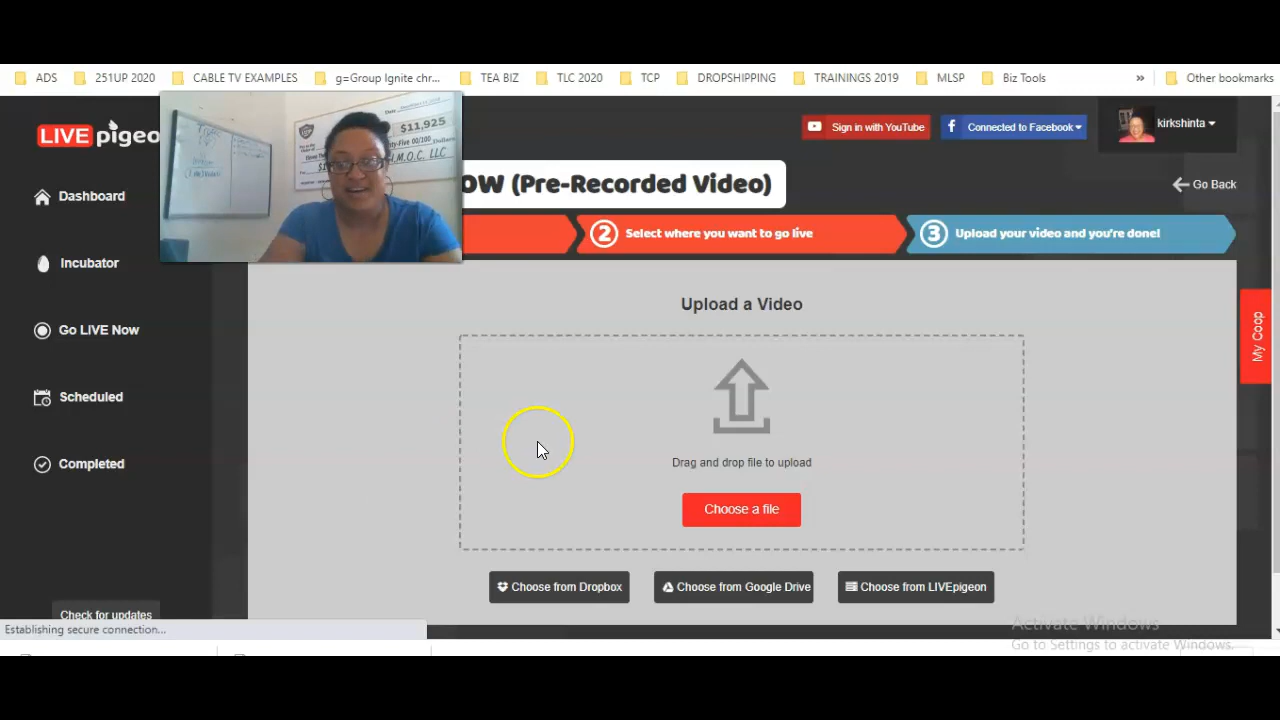 ADS 251UP 2020 CABLE TV EXAMPLES g=Group Ignite chr... TEA BIZ TLC 2020 TCP DROPSHIPPING TRAININGS 2019 MLSP Biz Tools » Other bookmarks
LIVE pigeo
Sign in with YouTube
Connected to Facebook
kirkshinta
$11,925
I.M.O.C. LLC
OW (Pre-Recorded Video)
Go Back
2 Select where you want to go live
3 Upload your video and you're done!
Dashboard
Incubator
Go LIVE Now
Scheduled
Completed
Check for updates
Upload a Video
Drag and drop file to upload
Choose a file
Choose from Dropbox
Choose from Google Drive
Choose from LIVEpigeon
My Coop
Establishing secure connection...
Activate Windows
Go to Settings to activate Windows.